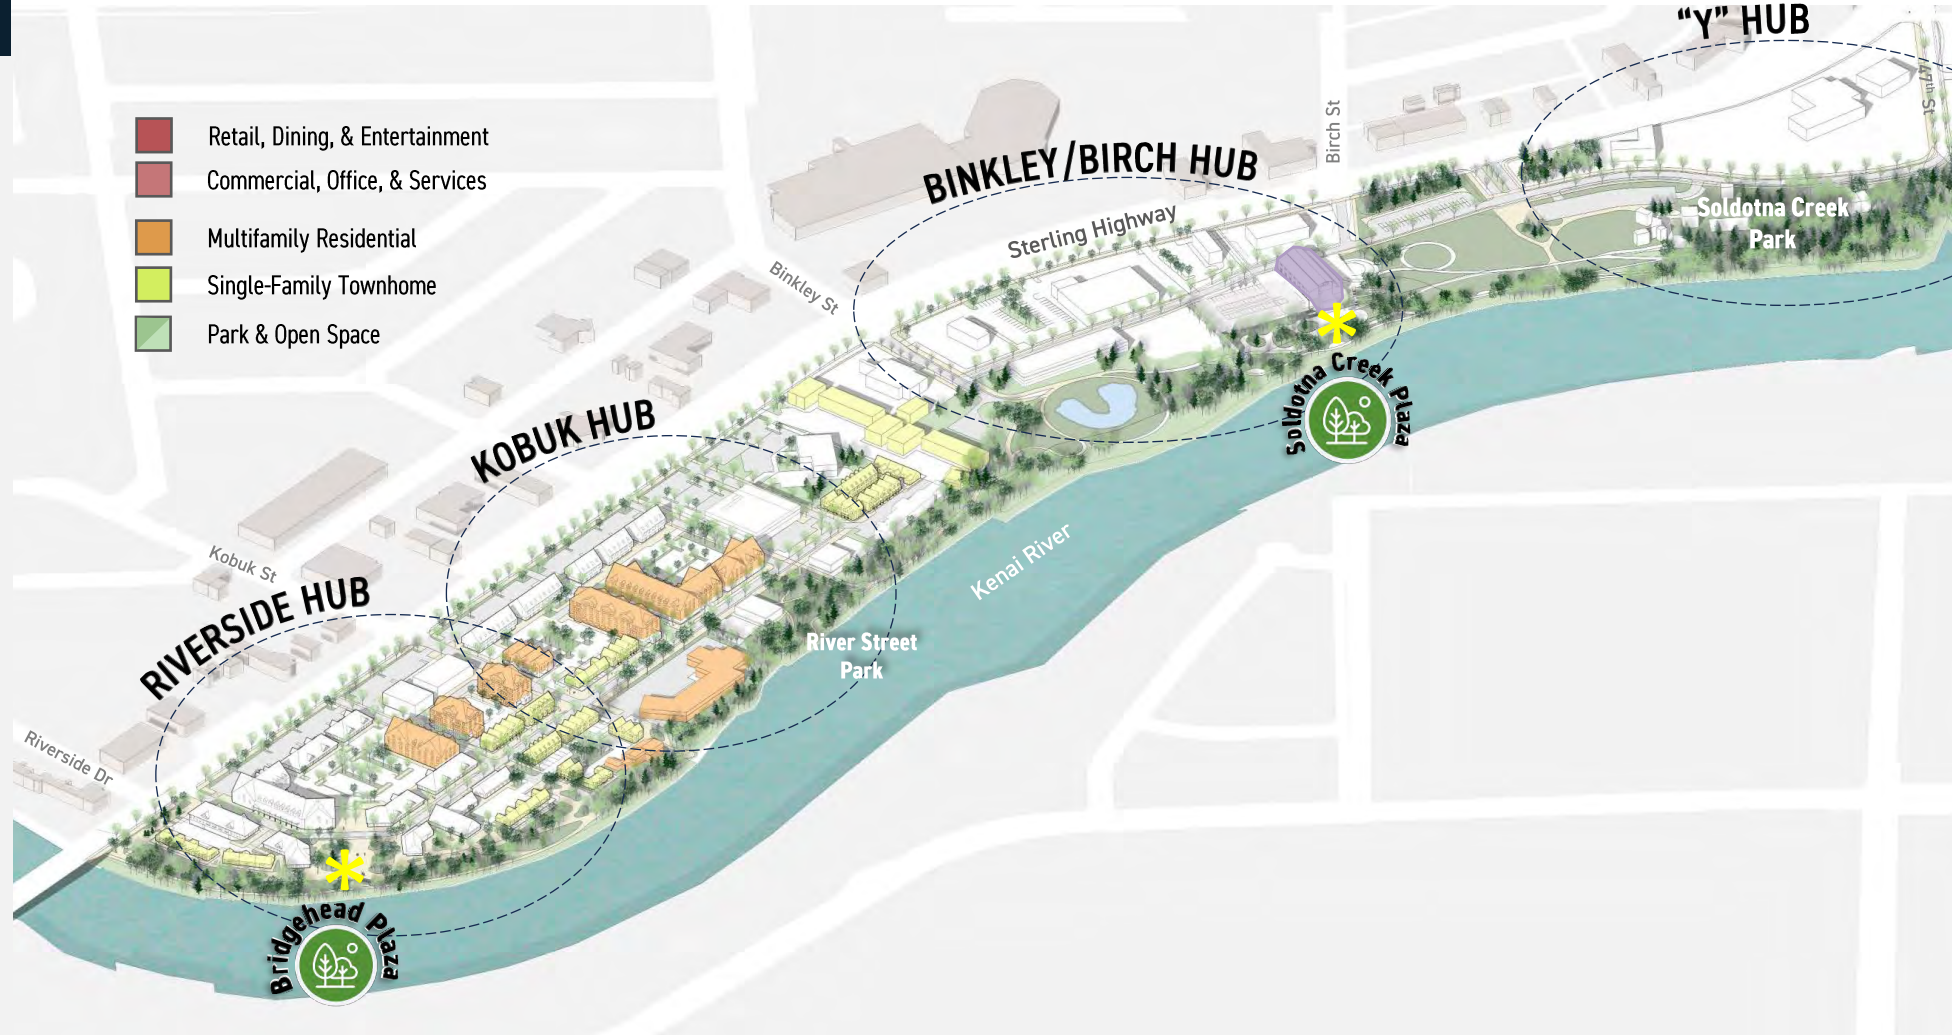 "Y" HUB
47th St
Birch St
Retail, Dining, & Entertainment
Commercial, Office, & Services
Multifamily Residential
Single-Family Townhome
Park & Open Space
BINKLEY/BIRCH HUB
Sterling Highway
Binkley St
Soldotna Creek
Park
Soldotna Creek Plaza
KOBUK HUB
Kobuk St
Kenai River
RIVERSIDE HUB
River Street
Park
Riverside Dr
Bridgehead Plaza